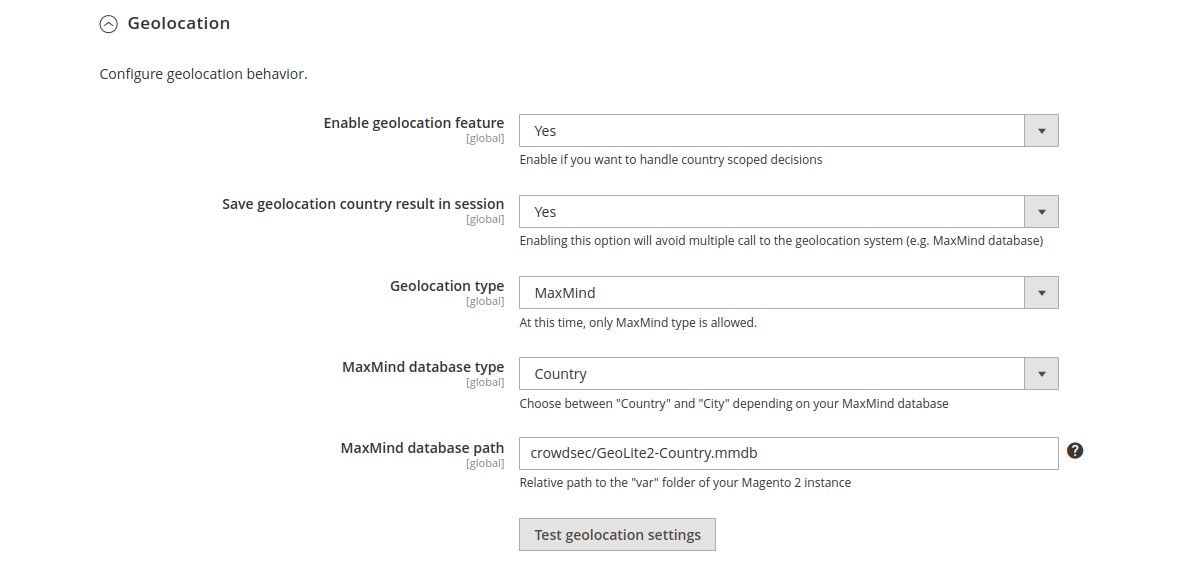 Geolocation
Configure geolocation behavior.
Enable geolocation feature
[global]
Yes
Enable if you want to handle country scoped decisions
Save geolocation country result in session
[global]
Yes
Enabling this option will avoid multiple call to the geolocation system (e.g. MaxMind database)
Geolocation type
[global]
MaxMind
At this time, only MaxMind type is allowed.
MaxMind database type
[global]
Country
Choose between "Country" and "City" depending on your MaxMind database
MaxMind database path
[global]
crowdsec/GeoLite2-Country.mmdb
?
Relative path to the "var" folder of your Magento 2 instance
Test geolocation settings